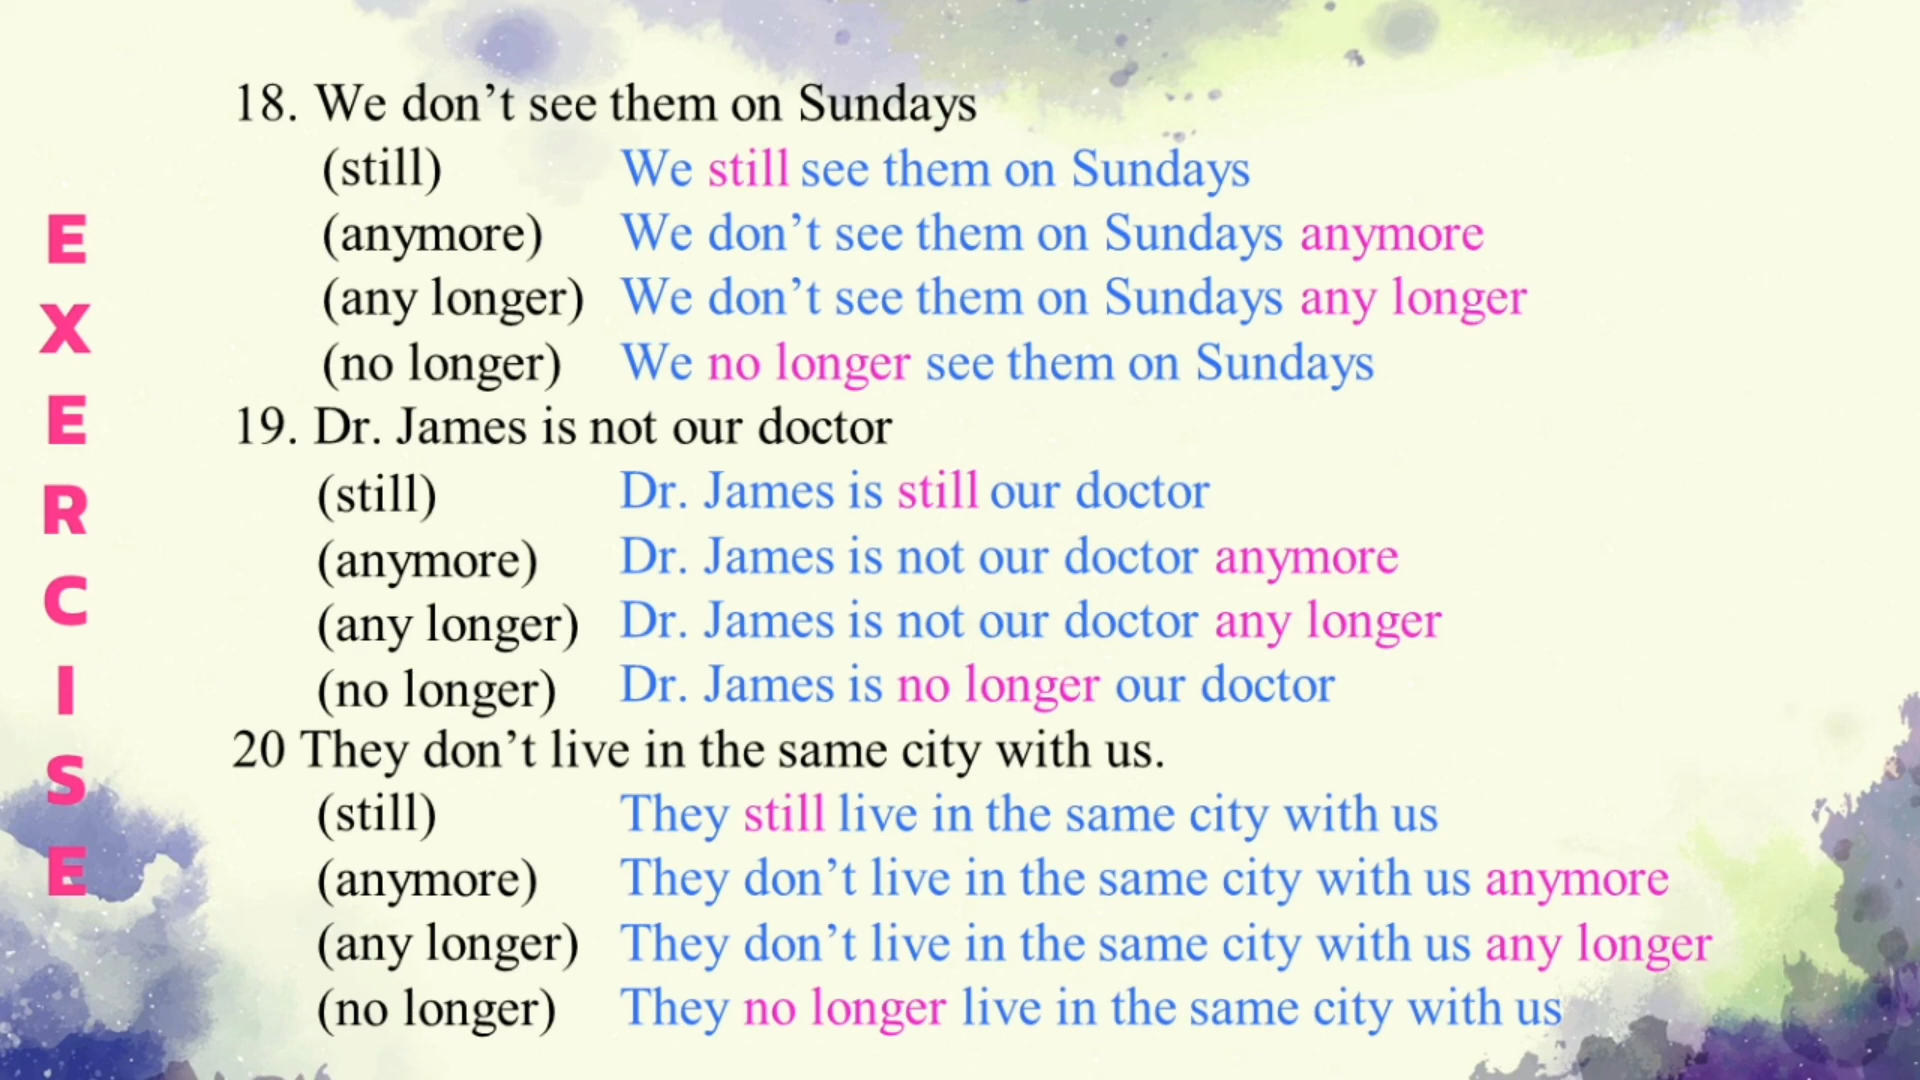 EXERCISE
18. We don’t see them on Sundays
(still) We still see them on Sundays
(anymore) We don’t see them on Sundays anymore
(any longer) We don’t see them on Sundays any longer
(no longer) We no longer see them on Sundays
19. Dr. James is not our doctor
(still) Dr. James is still our doctor
(anymore) Dr. James is not our doctor anymore
(any longer) Dr. James is not our doctor any longer
(no longer) Dr. James is no longer our doctor
20 They don’t live in the same city with us.
(still) They still live in the same city with us
(anymore) They don’t live in the same city with us anymore
(any longer) They don’t live in the same city with us any longer
(no longer) They no longer live in the same city with us